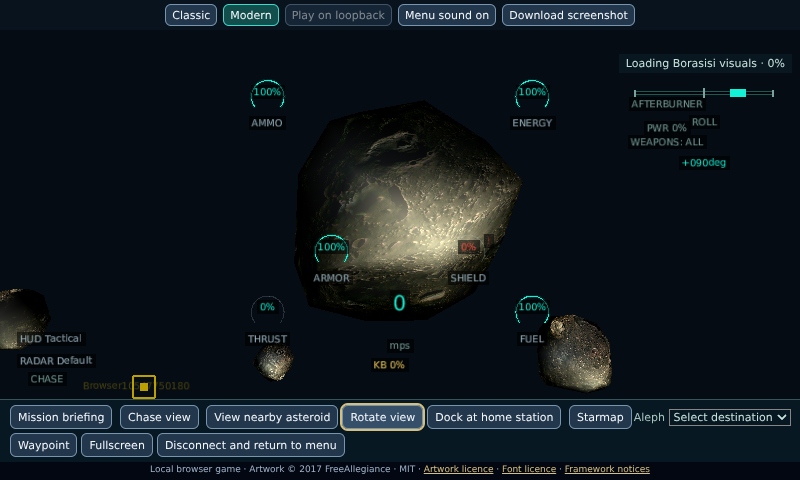 Classic Modern Play on loopback Menu sound on Download screenshot
Loading Borasisi visuals · 0%
100%
AMMO
100%
ENERGY
AFTERBURNER
ROLL
PWR 0%
WEAPONS: ALL
+090deg
100%
ARMOR
0%
SHIELD
0%
THRUST
0
mps
KB 0%
100%
FUEL
HUD Tactical
RADAR Default
CHASE
Mission briefing Chase view View nearby asteroid Rotate view Dock at home station Starmap Aleph Select destination
Waypoint Fullscreen Disconnect and return to menu
Local browser game · Artwork © 2017 FreeAllegiance · MIT · Artwork licence · Font licence · Framework notices